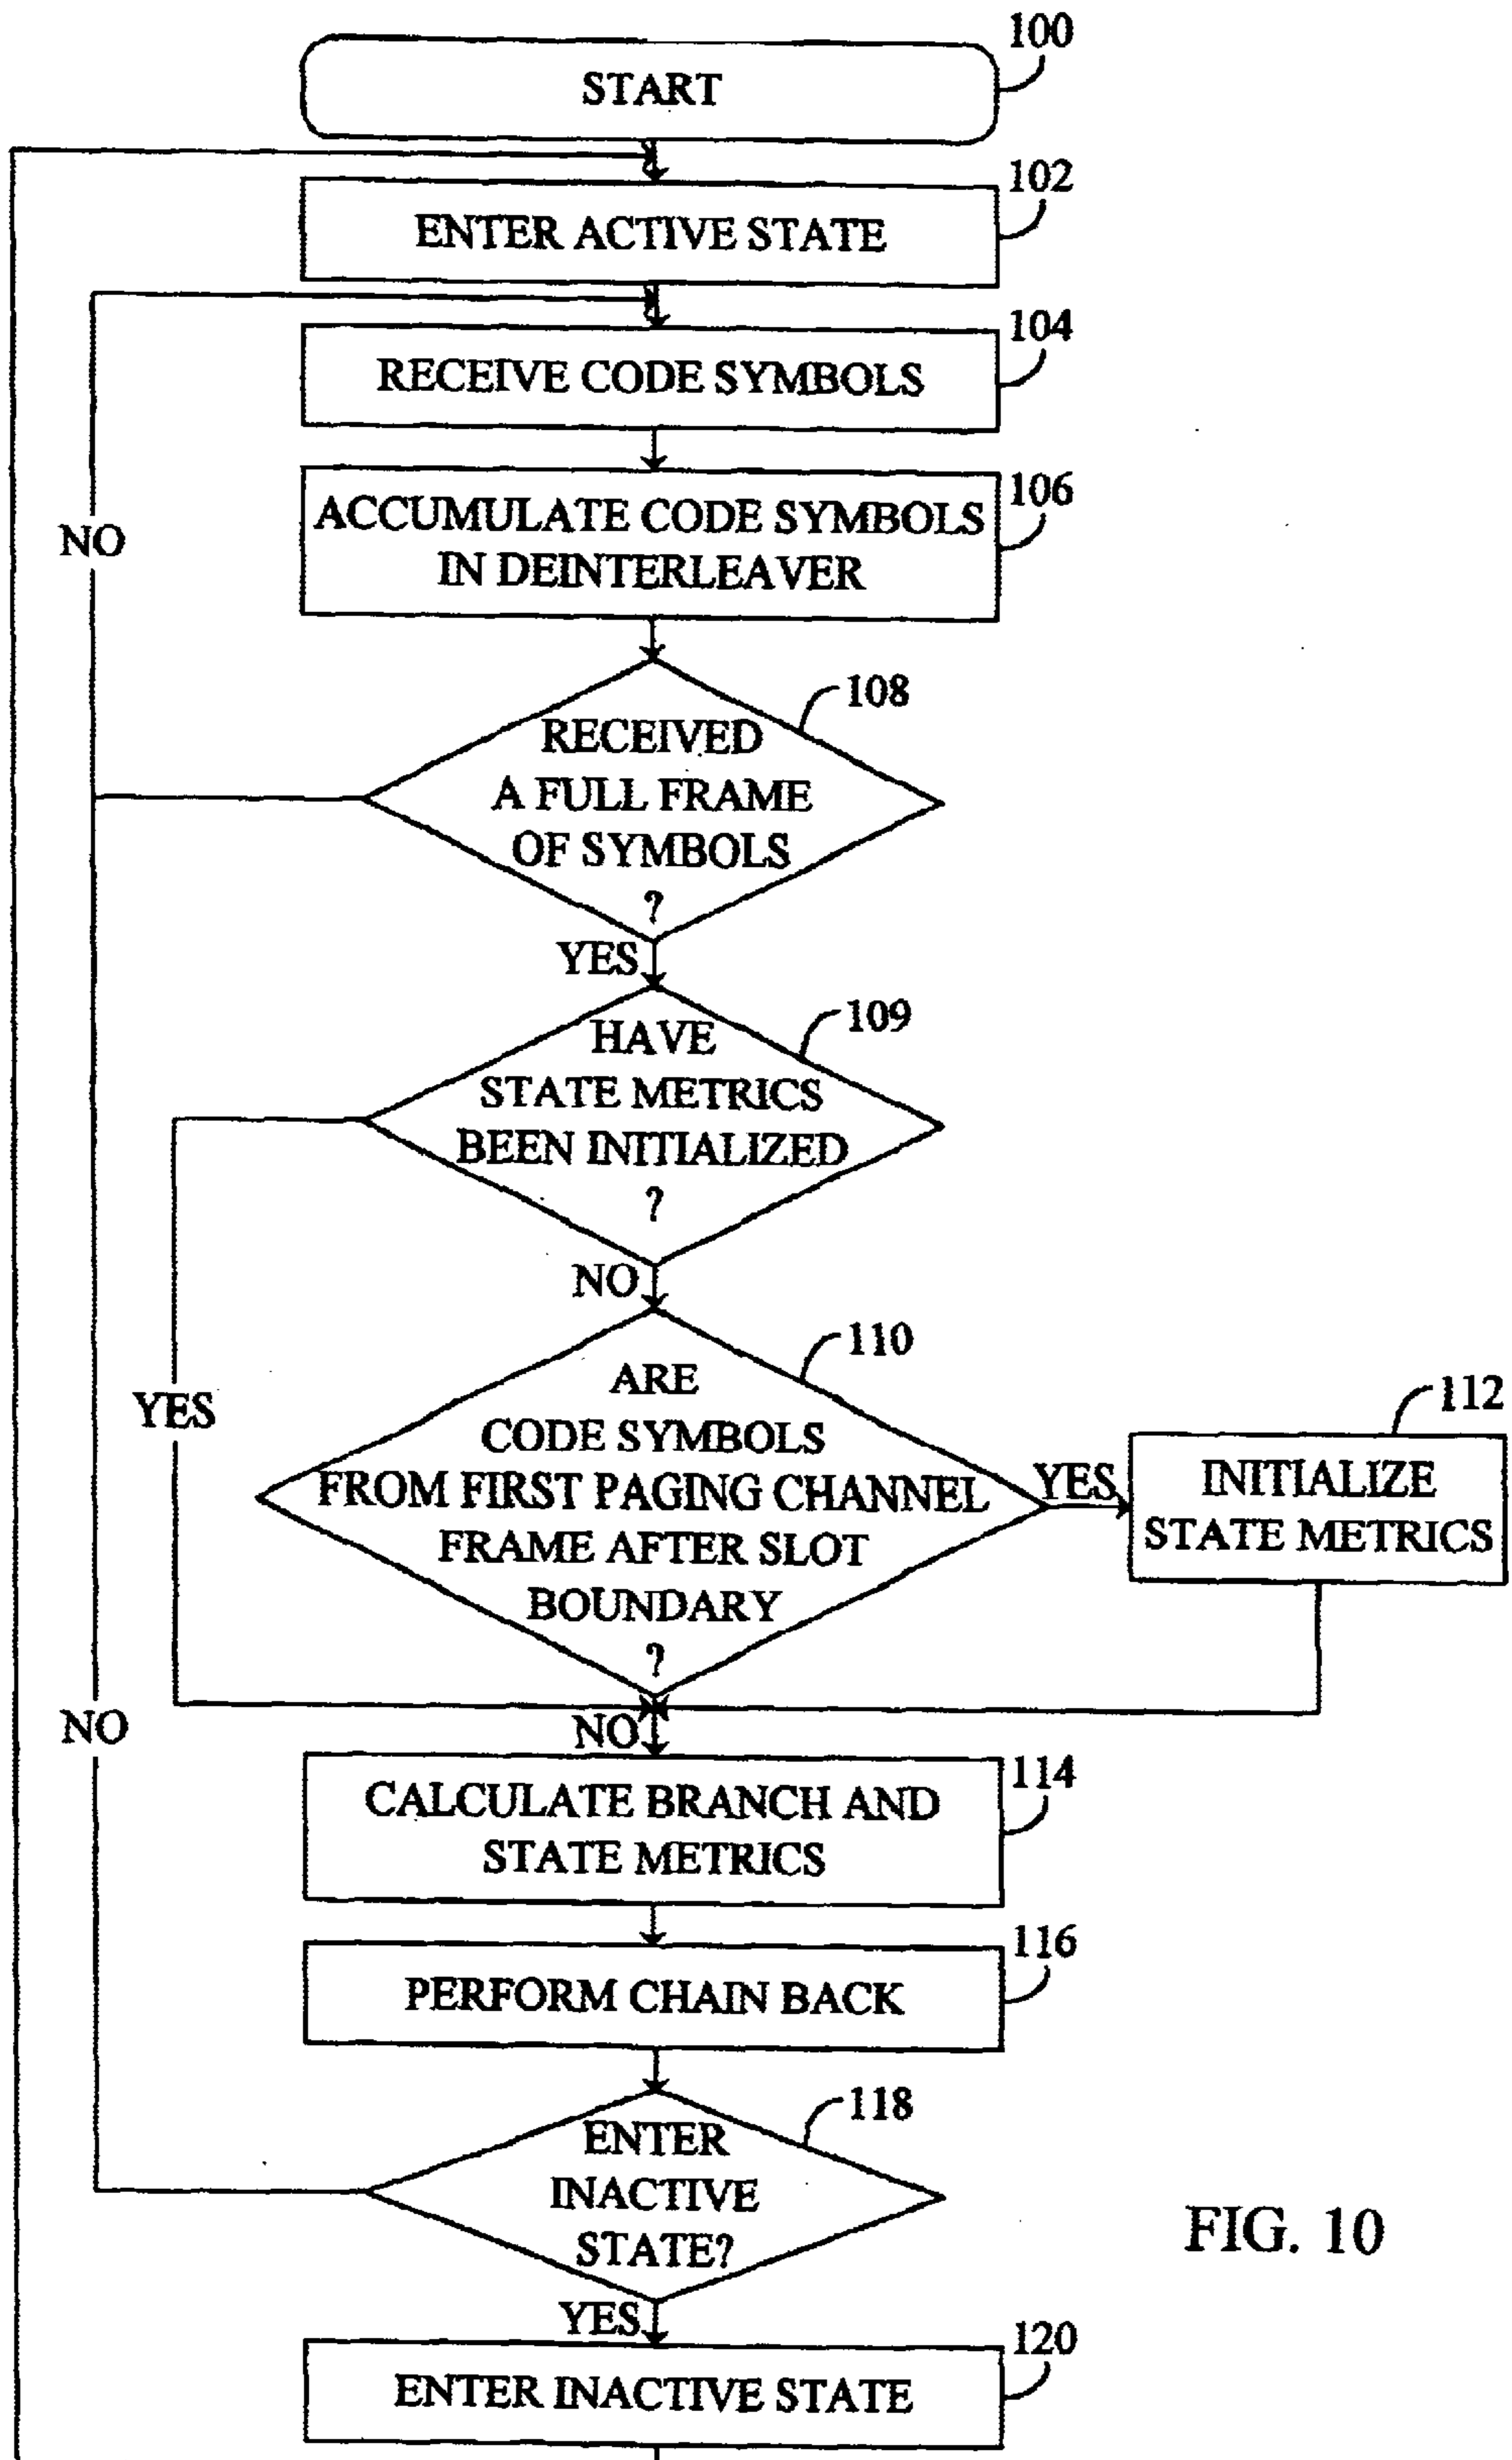 100
START
102
ENTER ACTIVE STATE
104
RECEIVE CODE SYMBOLS
106
ACCUMULATE CODE SYMBOLS
IN DEINTERLEAVER
NO
108
RECEIVED
A FULL FRAME
OF SYMBOLS
?
YES
109
HAVE
STATE METRICS
BEEN INITIALIZED
?
NO
110
ARE
CODE SYMBOLS
FROM FIRST PAGING CHANNEL
FRAME AFTER SLOT
BOUNDARY
?
YES
YES
112
INITIALIZE
STATE METRICS
NO
NO
114
CALCULATE BRANCH AND
STATE METRICS
116
PERFORM CHAIN BACK
118
ENTER
INACTIVE
STATE?
FIG. 10
YES
120
ENTER INACTIVE STATE